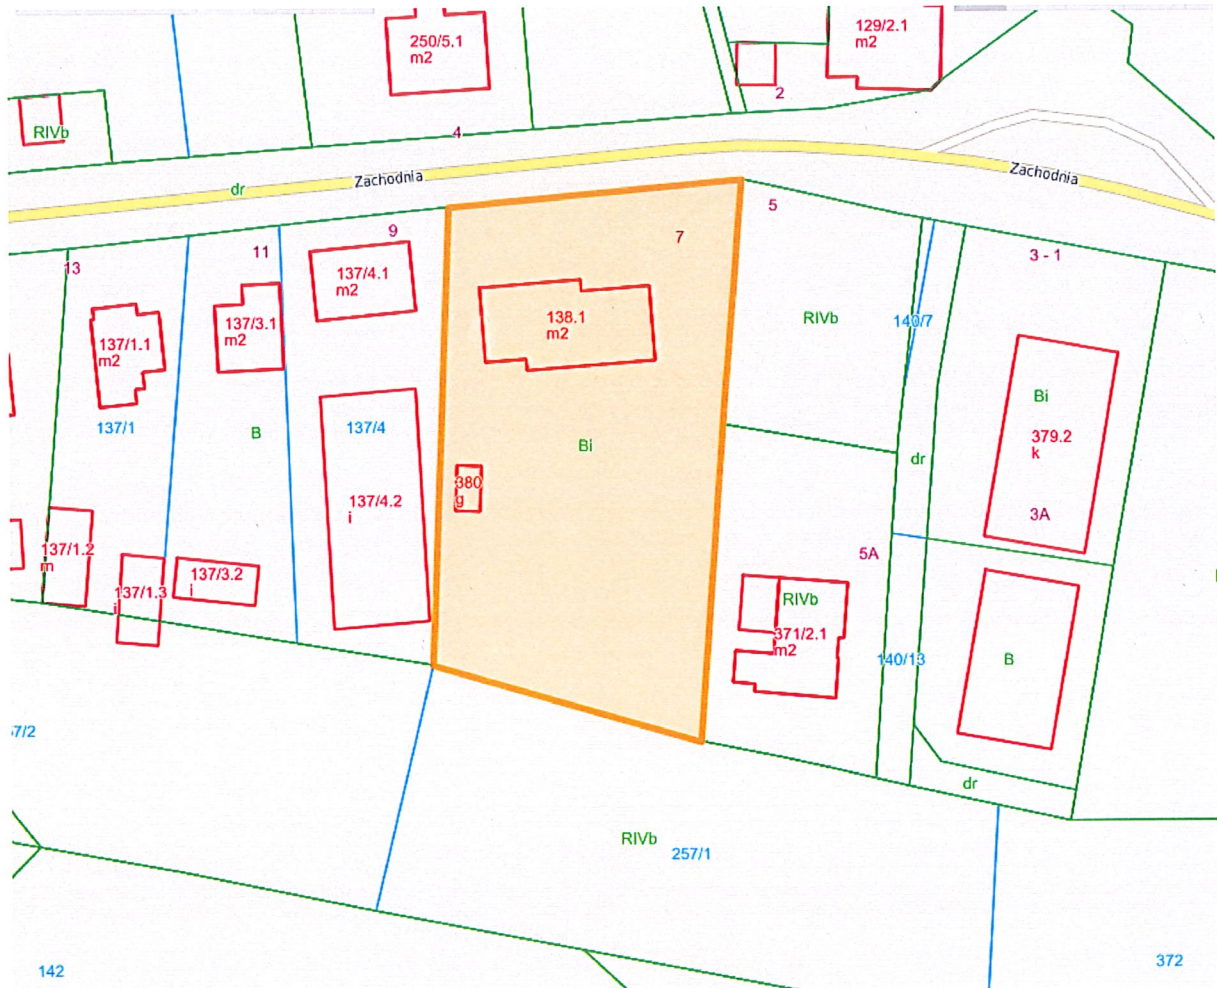 250/5.1
m2
129/2.1
m2
2
RIVb
4
dr
Zachodnia
Zachodnia
5
7
9
11
13
3 - 1
137/4.1
m2
138.1
m2
137/3.1
m2
137/1.1
m2
RIVb
140/7
Bi
379.2
k
137/1
B
137/4
Bi
dr
380
g
137/4.2
i
3A
137/1.2
m
137/3.2
i
137/1.3
i
5A
RIVb
371/2.1
m2
140/13
B
7/2
dr
RIVb
257/1
142
372